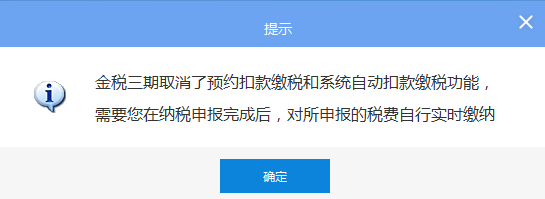 提示
金税三期取消了预约扣款缴税和系统自动扣款缴税功能，
需要您在纳税申报完成后，对所申报的税费自行实时缴纳
确定